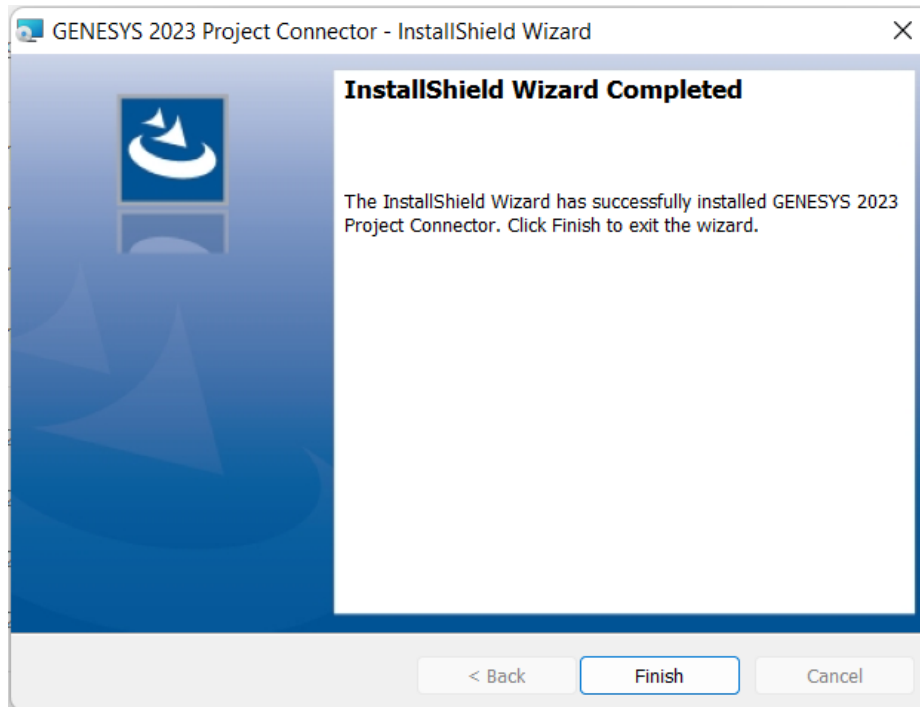 GENESYS 2023 Project Connector - InstallShield Wizard
InstallShield Wizard Completed
The InstallShield Wizard has successfully installed GENESYS 2023
Project Connector. Click Finish to exit the wizard.
< Back
Finish
Cancel